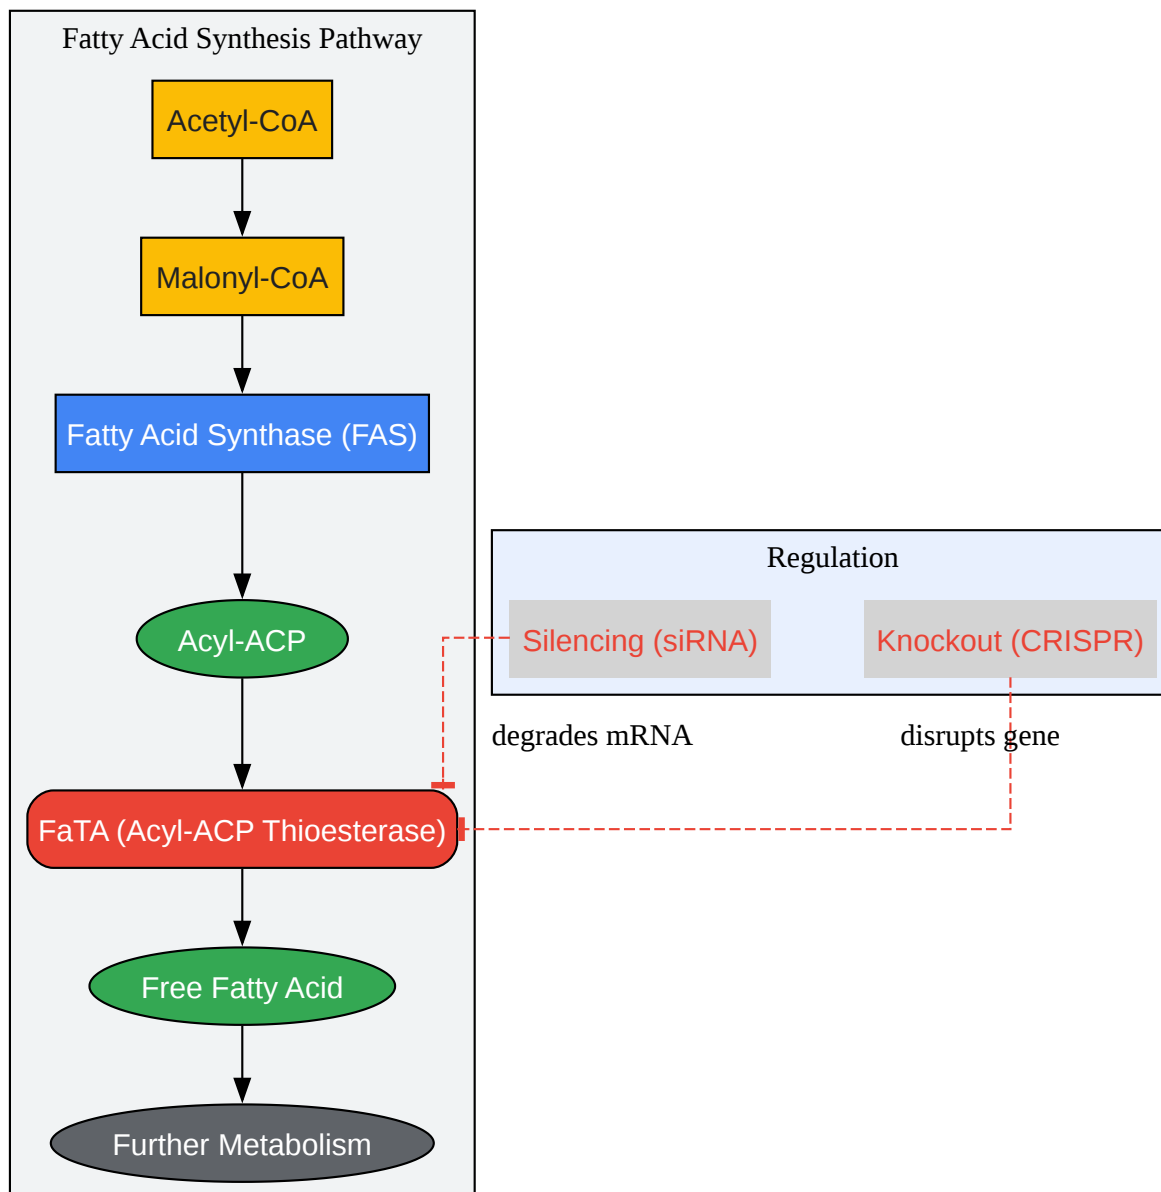 Fatty Acid Synthesis Pathway
Acetyl-CoA
Malonyl-CoA
Fatty Acid Synthase (FAS)
Acyl-ACP
FaTA (Acyl-ACP Thioesterase)
Free Fatty Acid
Further Metabolism
Regulation
Silencing (siRNA)
Knockout (CRISPR)
degrades mRNA
disrupts gene